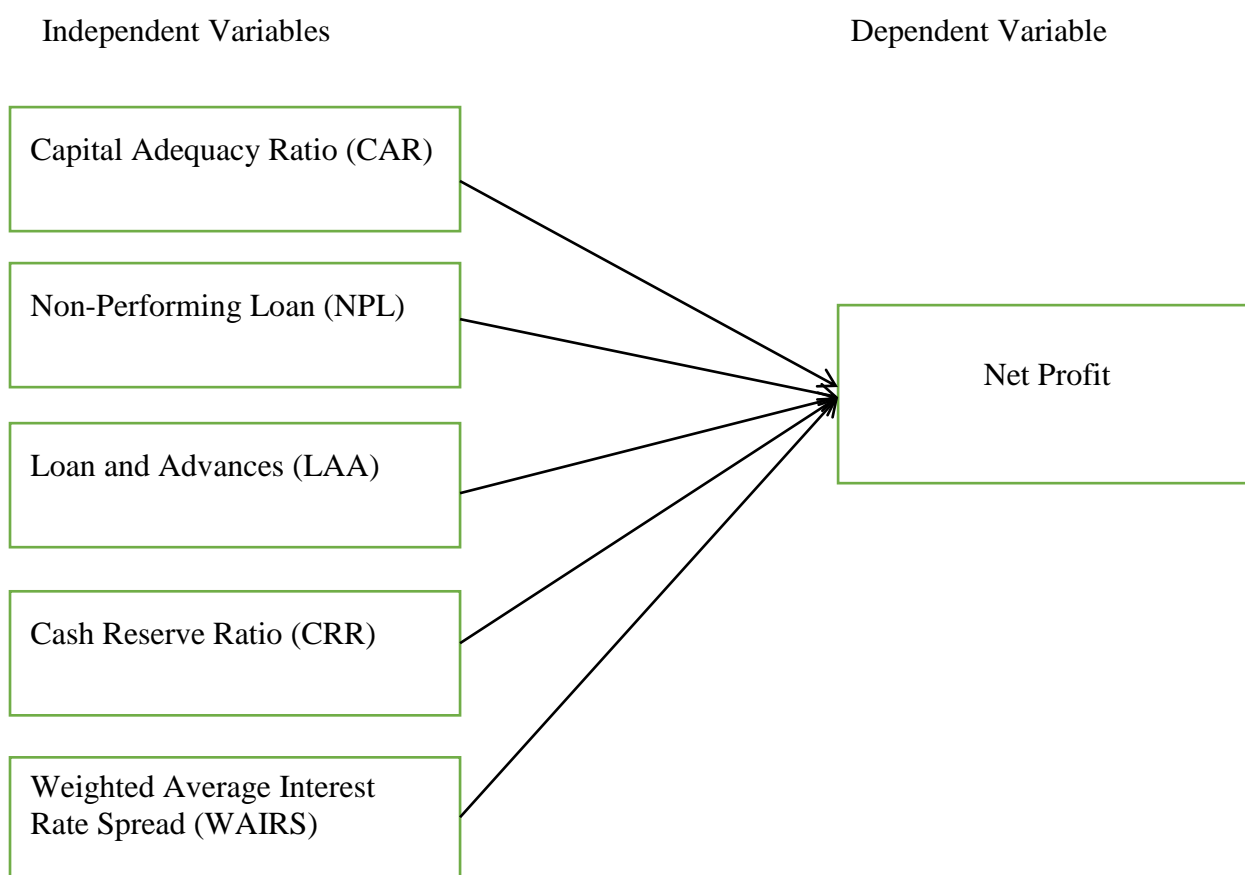 Independent Variables
Dependent Variable
Capital Adequacy Ratio (CAR)
Non-Performing Loan (NPL)
Net Profit
Loan and Advances (LAA)
Cash Reserve Ratio (CRR)
Weighted Average Interest
Rate Spread (WAIRS)